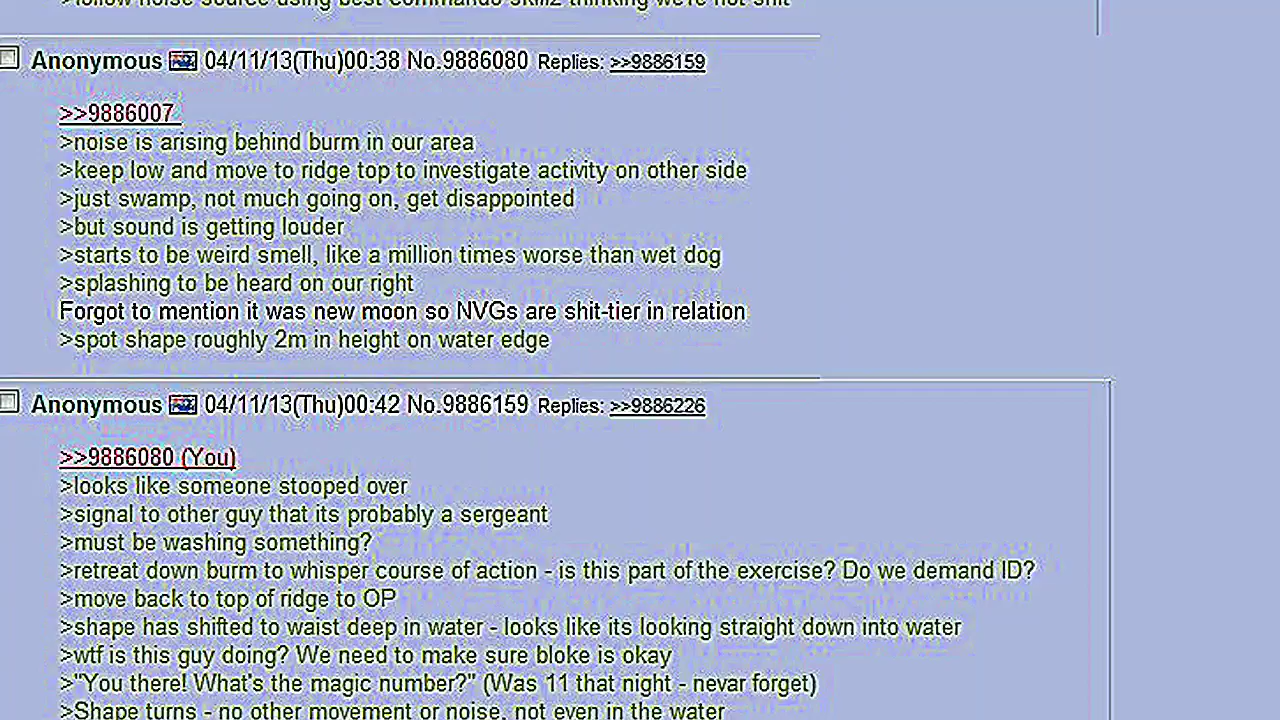 >follow noise source using best commando skillz thinking we're hot shit
Anonymous 04/11/13(Thu)00:38 No.9886080 Replies: >>9886159
>>9886007
>noise is arising behind burm in our area
>keep low and move to ridge top to investigate activity on other side
>just swamp, not much going on, get disappointed
>but sound is getting louder
>starts to be weird smell, like a million times worse than wet dog
>splashing to be heard on our right
Forgot to mention it was new moon so NVGs are shit-tier in relation
>spot shape roughly 2m in height on water edge
Anonymous 04/11/13(Thu)00:42 No.9886159 Replies: >>9886226
>>9886080 (You)
>looks like someone stooped over
>signal to other guy that its probably a sergeant
>must be washing something?
>retreat down burm to whisper course of action - is this part of the exercise? Do we demand ID?
>move back to top of ridge to OP
>shape has shifted to waist deep in water - looks like its looking straight down into water
>wtf is this guy doing? We need to make sure bloke is okay
>"You there! What's the magic number?" (Was 11 that night - nevar forget)
>Shape turns - no other movement or noise, not even in the water